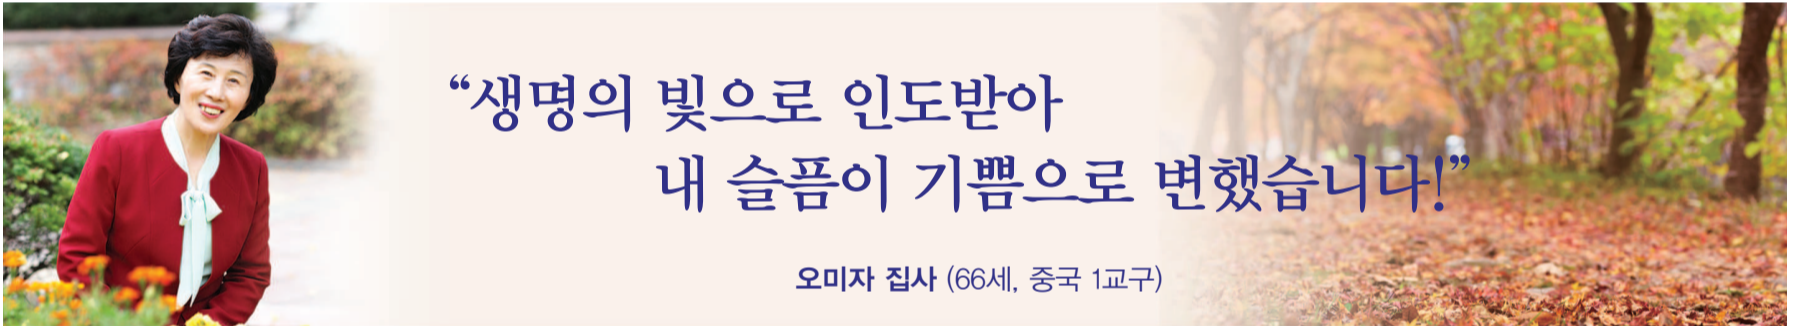 “생명의 빛으로 인도받아
내 슬픔이 기쁨으로 변했습니다!”
오미자 집사 (66세, 중국 1교구)